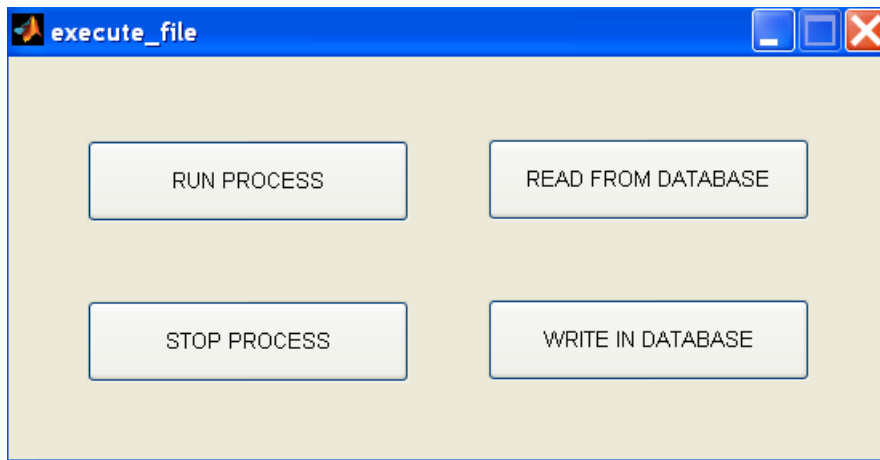 execute_file
RUN PROCESS
READ FROM DATABASE
STOP PROCESS
WRITE IN DATABASE